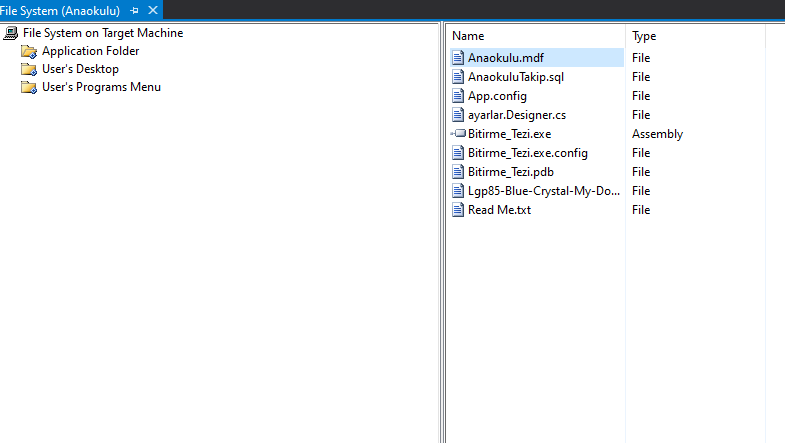 File System (Anaokulu)
File System on Target Machine
Application Folder
User's Desktop
User's Programs Menu
Name Type
Anaokulu.mdf File
AnaokuluTakip.sql File
App.config File
ayarlar.Designer.cs File
Bitirme_Tezi.exe Assembly
Bitirme_Tezi.exe.config File
Bitirme_Tezi.pdb File
Lgp85-Blue-Crystal-My-Do... File
Read Me.txt File